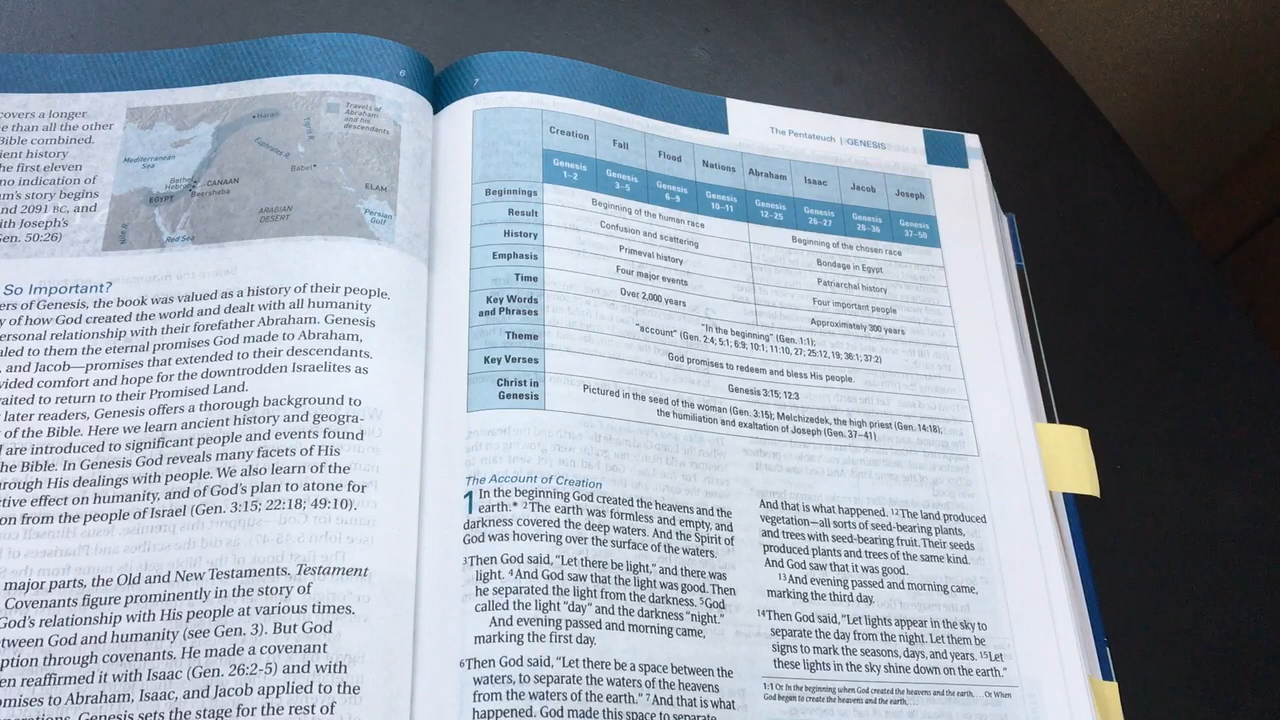 6
covers a longer
e than all the other
Bible combined.
ient history
he first eleven
no indication of
m's story begins
nd 2091 BC, and
ith Joseph's
Gen. 50:26)
Travels of
Abraham
and his
descendants
Haran
Tigris R.
Euphrates R.
Mediterranean
Sea
Babel
Bethel
Hebron
CANAAN
Beersheba
EGYPT
ELAM
ARABIAN
DESERT
Persian
Gulf
Nile R.
Red Sea
So Important?
ers of Genesis, the book was valued as a history of their people.
y of how God created the world and dealt with all humanity
ersonal relationship with their forefather Abraham. Genesis
aled to them the eternal promises God made to Abraham,
, and Jacob—promises that extended to their descendants.
vided comfort and hope for the downtrodden Israelites as
waited to return to their Promised Land.
later readers, Genesis offers a thorough background to
of the Bible. Here we learn ancient history and geogra-
l are introduced to significant people and events found
he Bible. In Genesis God reveals many facets of His
rough His dealings with people. We also learn of the
tive effect on humanity, and of God's plan to atone for
on from the people of Israel (Gen. 3:15; 22:18; 49:10).
major parts, the Old and New Testaments. Testament
Covenants figure prominently in the story of
God's relationship with His people at various times.
tween God and humanity (see Gen. 3). But God
ption through covenants. He made a covenant
en reaffirmed it with Isaac (Gen. 26:2-5) and with
omises to Abraham, Isaac, and Jacob applied to the
erations. Genesis sets the stage for the rest of
7
The Pentateuch | GENESIS
Creation Fall Flood Nations Abraham Isaac Jacob Joseph
Genesis 1–2 Genesis 3–5 Genesis 6–9 Genesis 10–11 Genesis 12–25 Genesis 26–27 Genesis 28–36 Genesis 37–50
Beginnings Beginning of the human race Beginning of the chosen race
Result Confusion and scattering Bondage in Egypt
History Primeval history Patriarchal history
Emphasis Four major events Four important people
Time Over 2,000 years Approximately 300 years
Key Words
and Phrases
"In the beginning" (Gen. 1:1);
"account" (Gen. 2:4; 5:1; 6:9; 10:1; 11:10, 27; 25:12, 19; 36:1; 37:2)
Theme God promises to redeem and bless His people.
Key Verses Genesis 3:15; 12:3
Christ in
Genesis
Pictured in the seed of the woman (Gen. 3:15); Melchizedek, the high priest (Gen. 14:18);
the humiliation and exaltation of Joseph (Gen. 37–41)
The Account of Creation
1 In the beginning God created the heavens and the
earth.* 2The earth was formless and empty, and
darkness covered the deep waters. And the Spirit of
God was hovering over the surface of the waters.
3Then God said, "Let there be light," and there was
light. 4And God saw that the light was good. Then
he separated the light from the darkness. 5God
called the light "day" and the darkness "night."
And evening passed and morning came,
marking the first day.
6Then God said, "Let there be a space between the
waters, to separate the waters of the heavens
from the waters of the earth." 7And that is what
happened. God made this space to separate
And that is what happened. 12The land produced
vegetation—all sorts of seed-bearing plants,
and trees with seed-bearing fruit. Their seeds
produced plants and trees of the same kind.
And God saw that it was good.
13And evening passed and morning came,
marking the third day.
14Then God said, "Let lights appear in the sky to
separate the day from the night. Let them be
signs to mark the seasons, days, and years. 15Let
these lights in the sky shine down on the earth."
1:1 Or In the beginning when God created the heavens and the earth, . . . Or When
God began to create the heavens and the earth, . . .